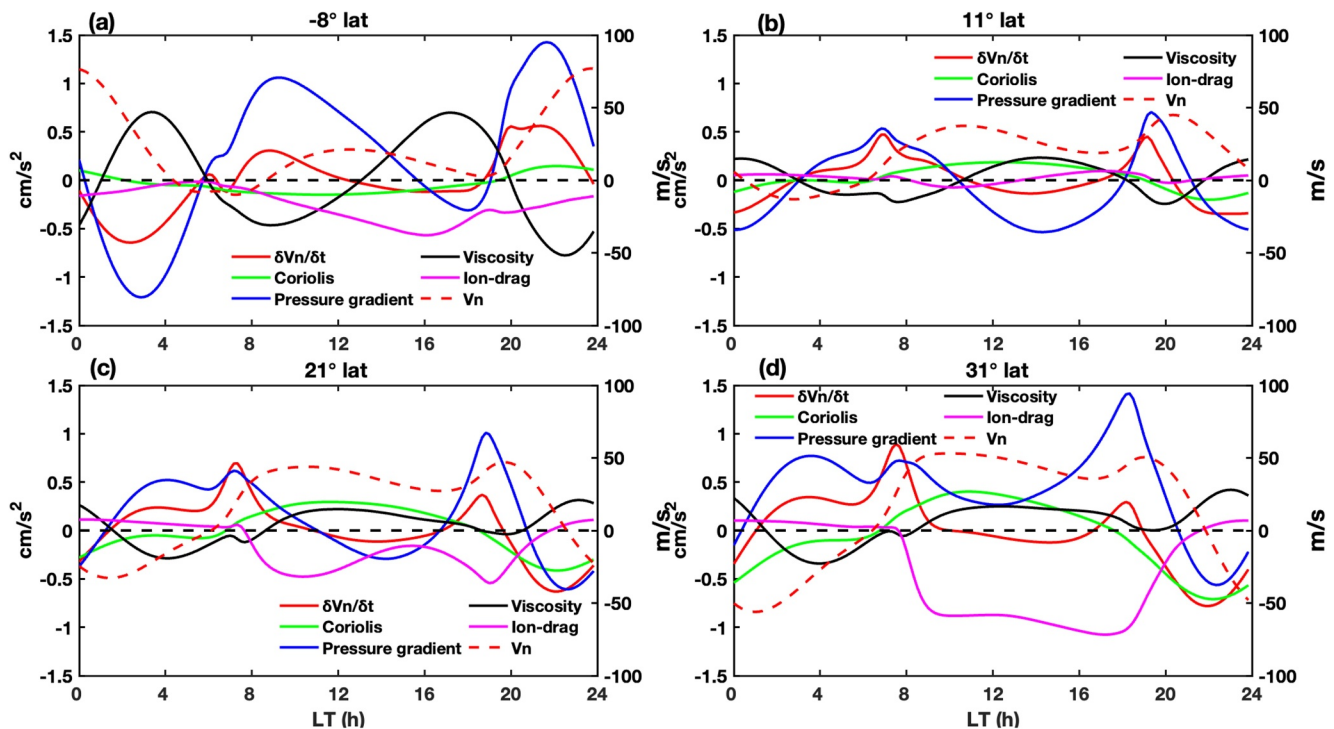 (a)
-8° lat
1.5
1
0.5
0
-0.5
-1
-1.5
cm/s²
100
50
0
-50
-100
m/s
δVn/δt
Coriolis
Pressure gradient
Viscosity
Ion-drag
Vn
0 4 8 12 16 20 24
(b)
11° lat
1.5
1
0.5
0
-0.5
-1
-1.5
cm/s²
100
50
0
-50
-100
m/s
δVn/δt
Coriolis
Pressure gradient
Viscosity
Ion-drag
Vn
0 4 8 12 16 20 24
(c)
21° lat
1.5
1
0.5
0
-0.5
-1
-1.5
cm/s²
100
50
0
-50
-100
m/s
δVn/δt
Coriolis
Pressure gradient
Viscosity
Ion-drag
Vn
0 4 8 12 16 20 24
LT (h)
(d)
31° lat
1.5
1
0.5
0
-0.5
-1
-1.5
cm/s²
100
50
0
-50
-100
m/s
δVn/δt
Coriolis
Pressure gradient
Viscosity
Ion-drag
Vn
0 4 8 12 16 20 24
LT (h)